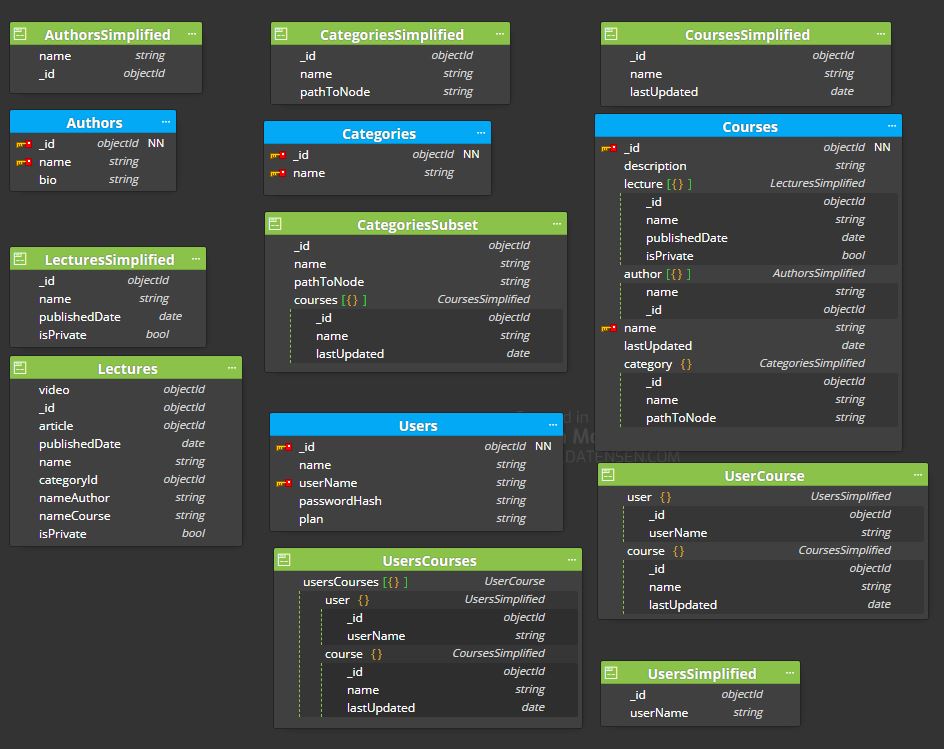 AuthorsSimplified ...
name string
_id objectId
CategoriesSimplified ...
_id objectId
name string
pathToNode string
CoursesSimplified ...
_id objectId
name string
lastUpdated date
Authors ...
_id objectId NN
name string
bio string
Categories ...
_id objectId NN
name string
Courses ...
_id objectId NN
description string
lecture [{} ] LecturesSimplified
_id objectId
name string
publishedDate date
isPrivate bool
author [{} ] AuthorsSimplified
name string
_id objectId
name string
lastUpdated date
category {} CategoriesSimplified
_id objectId
name string
pathToNode string
CategoriesSubset ...
_id objectId
name string
pathToNode string
courses [{} ] CoursesSimplified
_id objectId
name string
lastUpdated date
LecturesSimplified ...
_id objectId
name string
publishedDate date
isPrivate bool
Lectures ...
video objectId
_id objectId
article objectId
publishedDate date
name string
categoryId objectId
nameAuthor string
nameCourse string
isPrivate bool
Users ...
_id objectId NN
name string
userName string
passwordHash string
plan string
in
Mo
DATENSEN.COM
UserCourse ...
user {} UsersSimplified
_id objectId
userName string
course {} CoursesSimplified
_id objectId
name string
lastUpdated date
UsersCourses ...
usersCourses [{} ] UserCourse
user {} UsersSimplified
_id objectId
userName string
course {} CoursesSimplified
_id objectId
name string
lastUpdated date
UsersSimplified ...
_id objectId
userName string